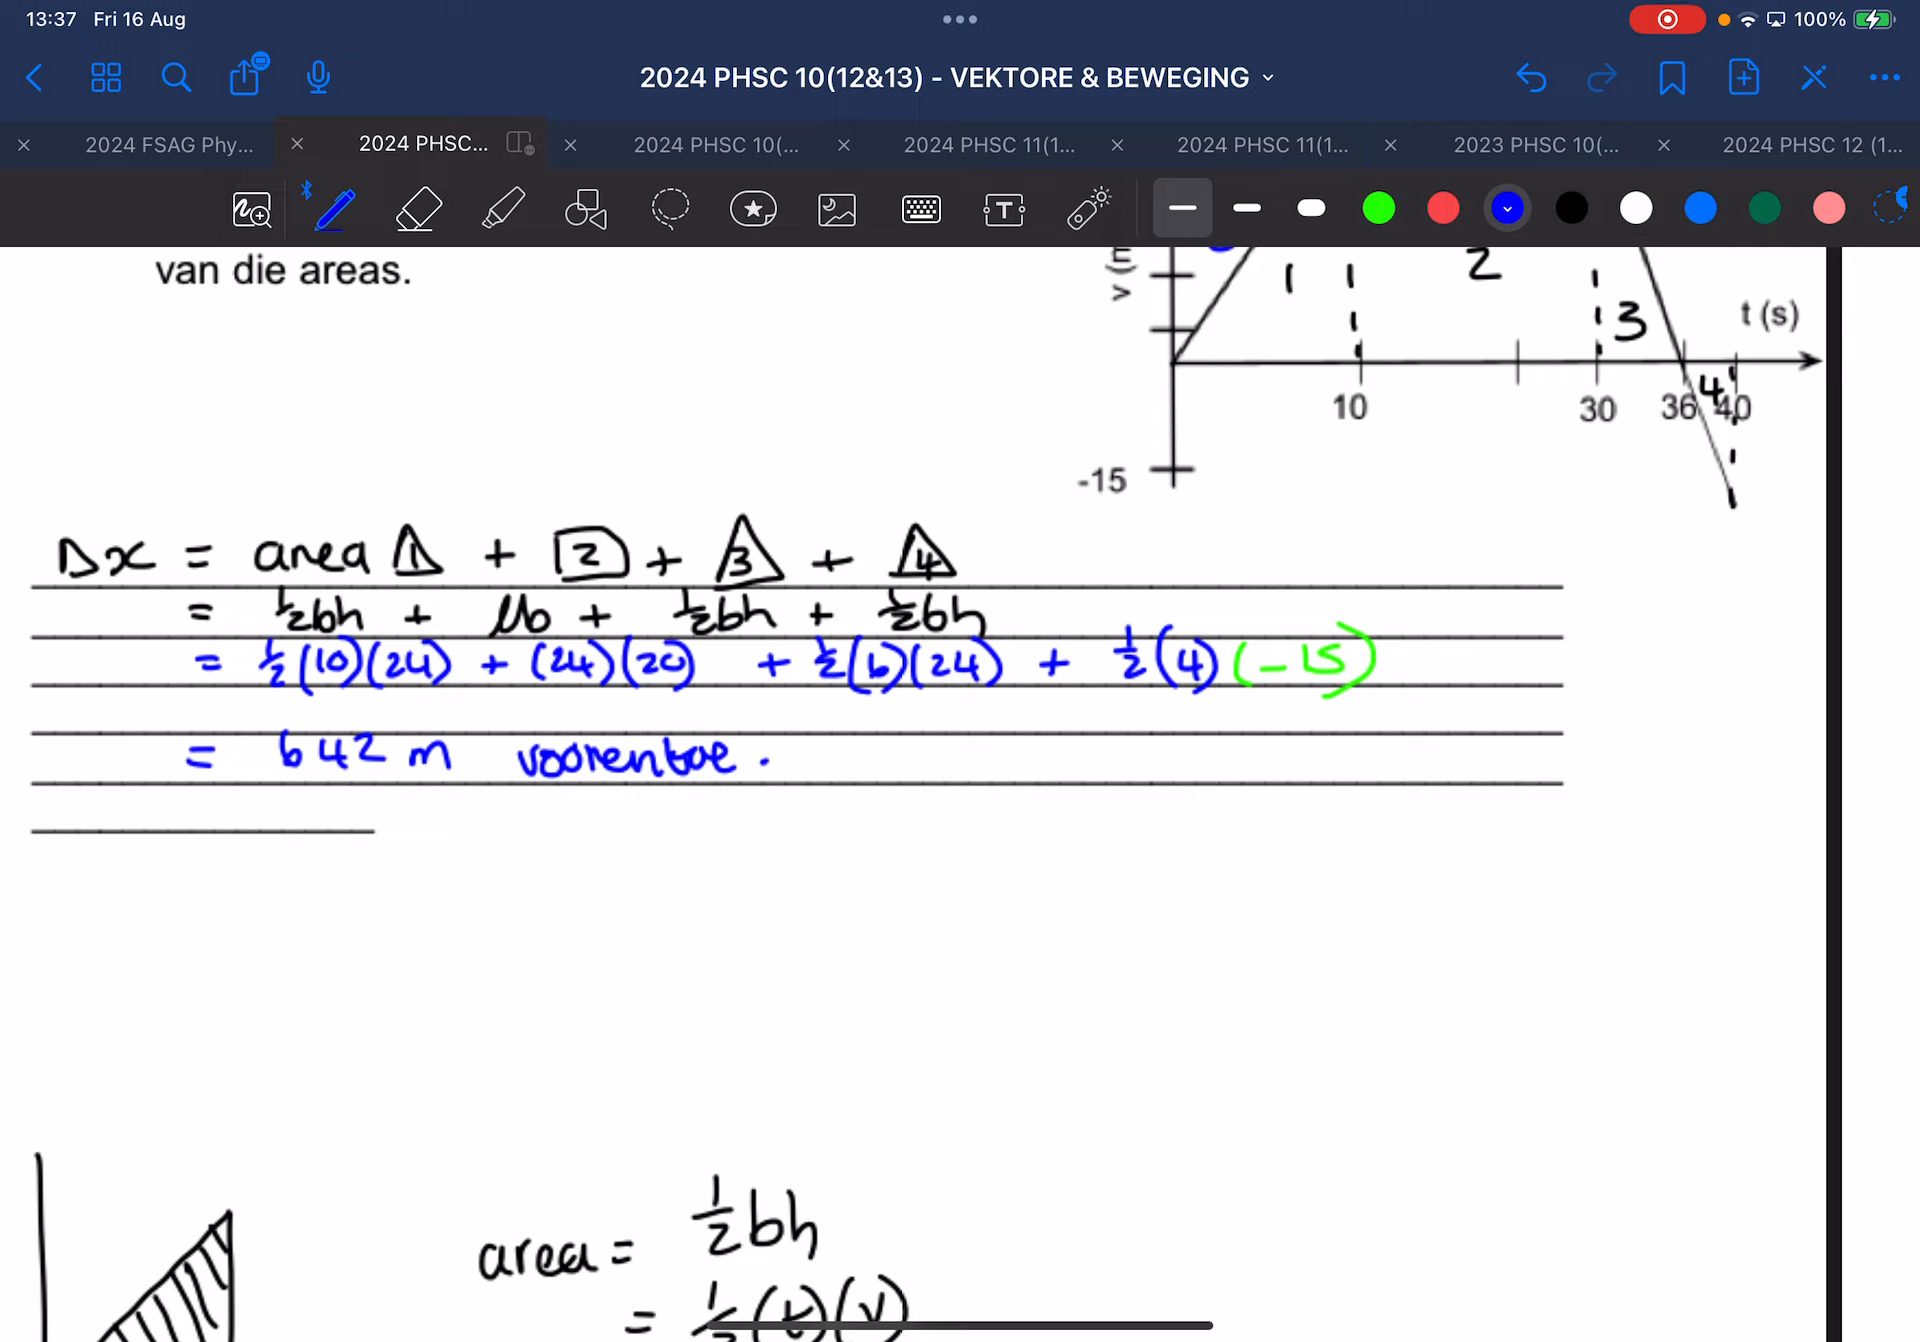 13:37 Fri 16 Aug
100%
2024 PHSC 10(12&13) - VEKTORE & BEWEGING
2024 FSAG Phy... 2024 PHSC... 2024 PHSC 10(... 2024 PHSC 11(1... 2024 PHSC 11(1... 2023 PHSC 10(... 2024 PHSC 12 (1...
van die areas.
v (m
1 2 3 4
t (s)
10 30 36 40
-15
Δx = area 1 + 2 + 3 + 4
= ½bh + lb + ½bh + ½bh
= ½(10)(24) + (24)(20) + ½(6)(24) + ½(4)(-15)
= 642 m voorentoe.
area = ½bh
= ½(t)(v)